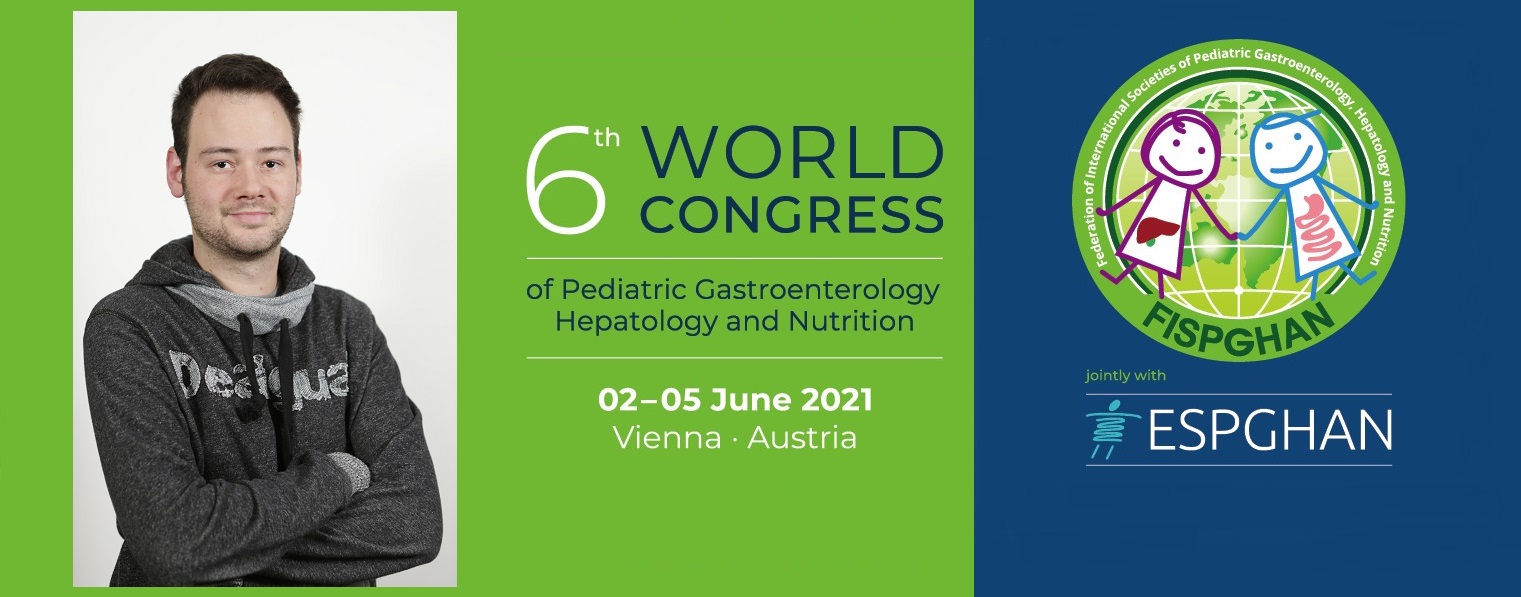 Desigual
6th WORLD
CONGRESS
of Pediatric Gastroenterology
Hepatology and Nutrition
02–05 June 2021
Vienna · Austria
Federation of International Societies of Pediatric Gastroenterology, Hepatology and Nutrition
FISPGHAN
jointly with
ESPGHAN